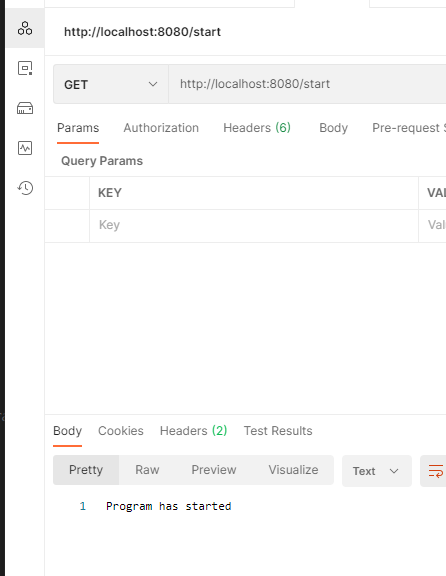 http://localhost:8080/start
GET http://localhost:8080/start
Params Authorization Headers (6) Body Pre-request S
Query Params
KEY VAL
Key Val
Body Cookies Headers (2) Test Results
Pretty Raw Preview Visualize Text
1 Program has started